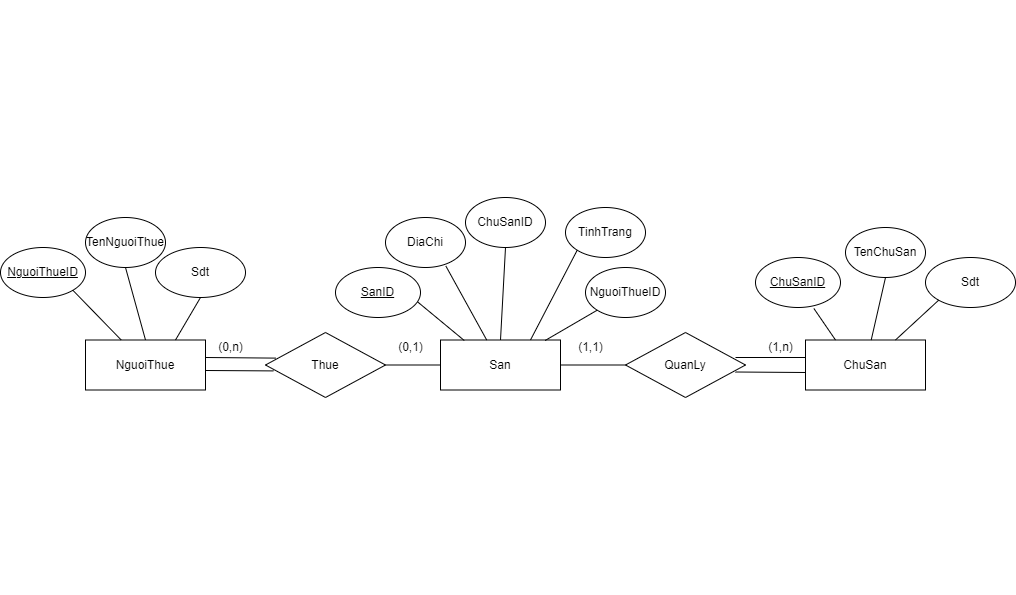 ChuSanID
TenNguoiThue
DiaChi
TinhTrang
TenChuSan
NguoiThueID
Sdt
SanID
NguoiThueID
ChuSanID
Sdt
(0,n)
(0,1)
(1,1)
(1,n)
NguoiThue
Thue
San
QuanLy
ChuSan